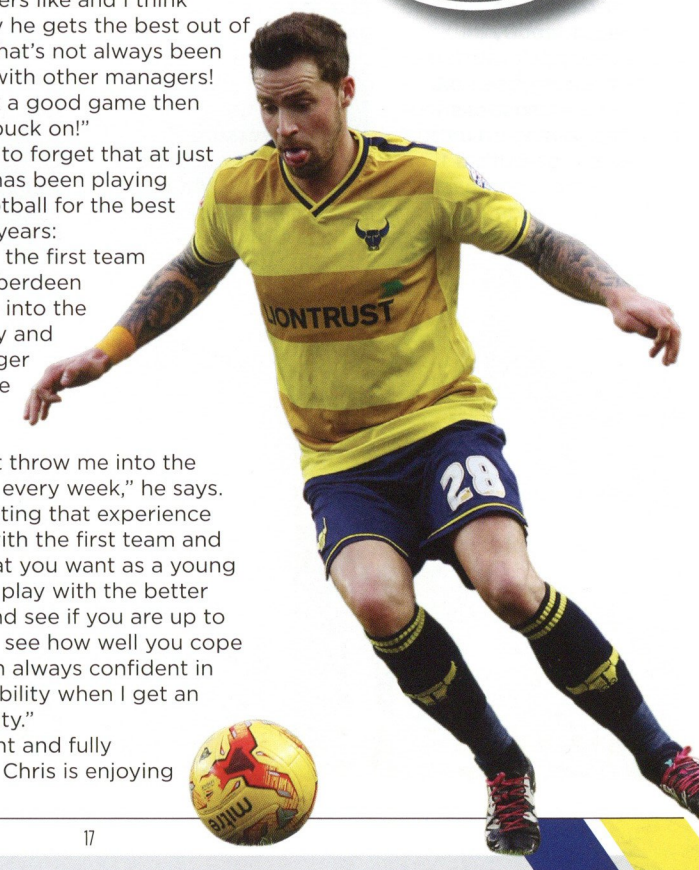 ers like and I think
y he gets the best out of
hat's not always been
with other managers!
t a good game then
uck on!"
to forget that at just
has been playing
otball for the best
years:
the first team
berdeen
into the
y and
ger
e
t throw me into the
every week," he says.
ting that experience
ith the first team and
at you want as a young
play with the better
nd see if you are up to
see how well you cope
n always confident in
bility when I get an
ty."
nt and fully
Chris is enjoying
LIONTRUST
28
mitre
17